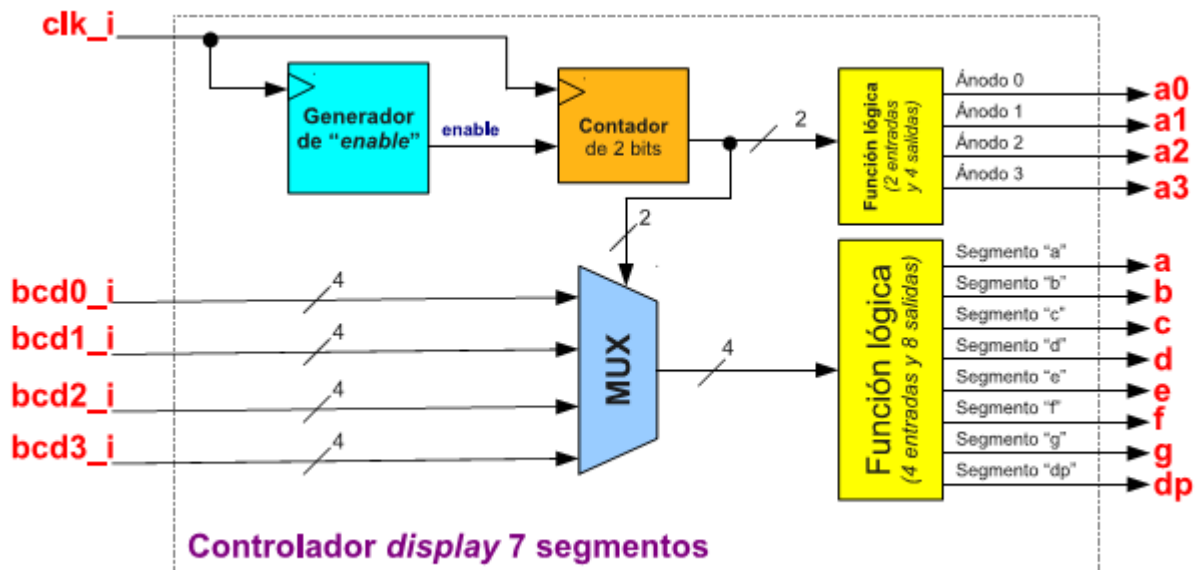 clk_i
Generador
de “enable”
enable
Contador
de 2 bits
2
Función lógica
(2 entradas
y 4 salidas)
Ánodo 0
a0
Ánodo 1
a1
Ánodo 2
a2
Ánodo 3
a3
2
bcd0_i
4
bcd1_i
4
bcd2_i
4
bcd3_i
4
MUX
4
Función lógica
(4 entradas y 8 salidas)
Segmento “a”
a
Segmento “b”
b
Segmento “c”
c
Segmento “d”
d
Segmento “e”
e
Segmento “f”
f
Segmento “g”
g
Segmento “dp”
dp
Controlador display 7 segmentos